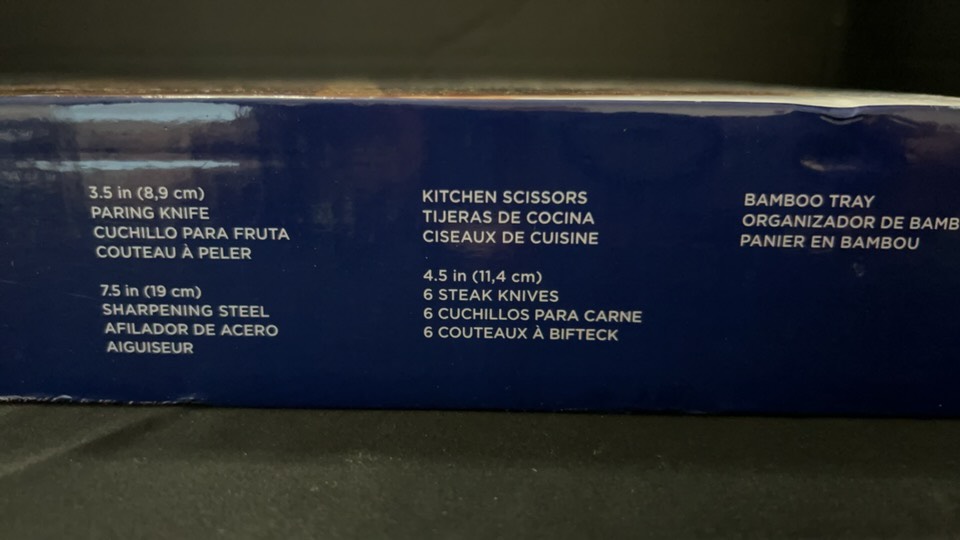 3.5 in (8,9 cm)
PARING KNIFE
CUCHILLO PARA FRUTA
COUTEAU À PELER
7.5 in (19 cm)
SHARPENING STEEL
AFILADOR DE ACERO
AIGUISEUR
KITCHEN SCISSORS
TIJERAS DE COCINA
CISEAUX DE CUISINE
4.5 in (11,4 cm)
6 STEAK KNIVES
6 CUCHILLOS PARA CARNE
6 COUTEAUX À BIFTECK
BAMBOO TRAY
ORGANIZADOR DE
PANIER EN BAMBOU